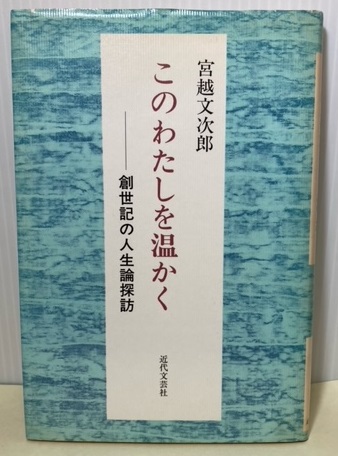 宮越文次郎
このわたしを温かく
——創世記の人生論探訪
近代文芸社